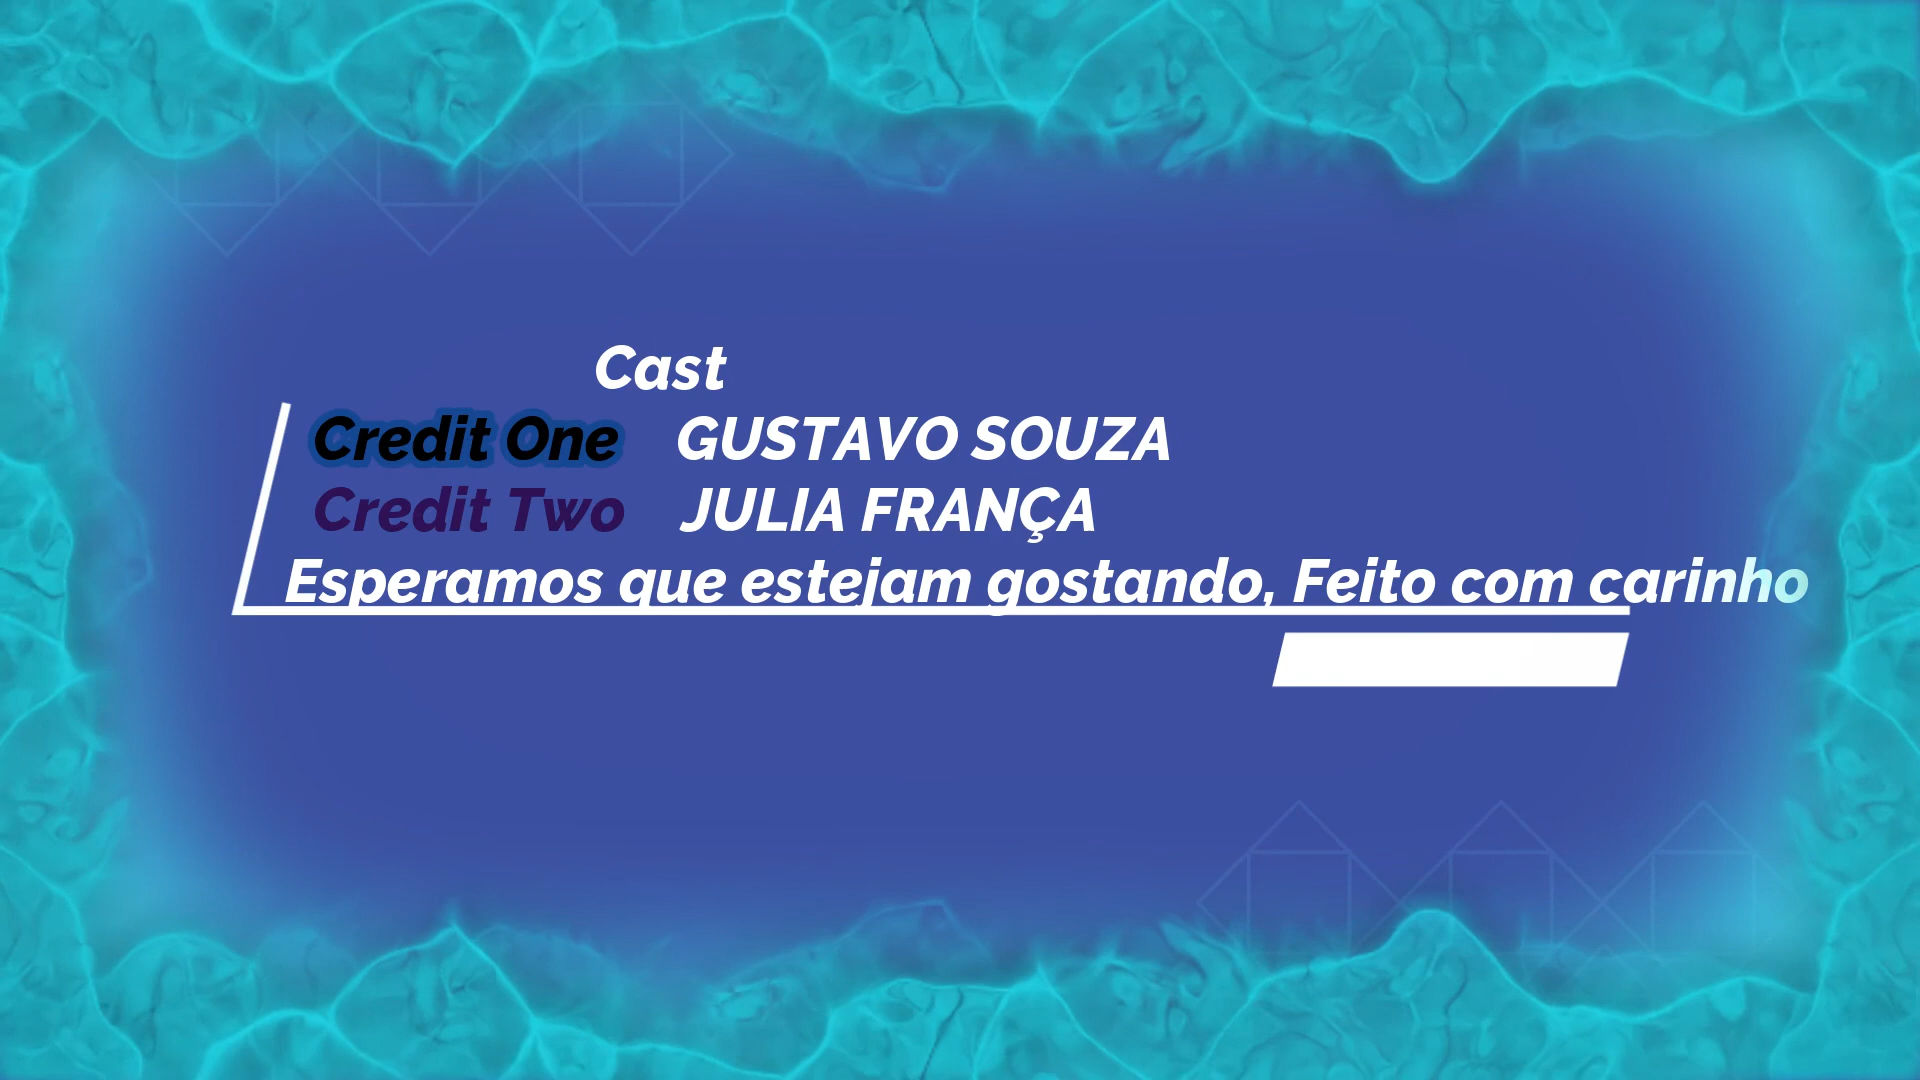 Cast
Credit One GUSTAVO SOUZA
Credit Two JULIA FRANÇA
Esperamos que estejam gostando, Feito com carinho